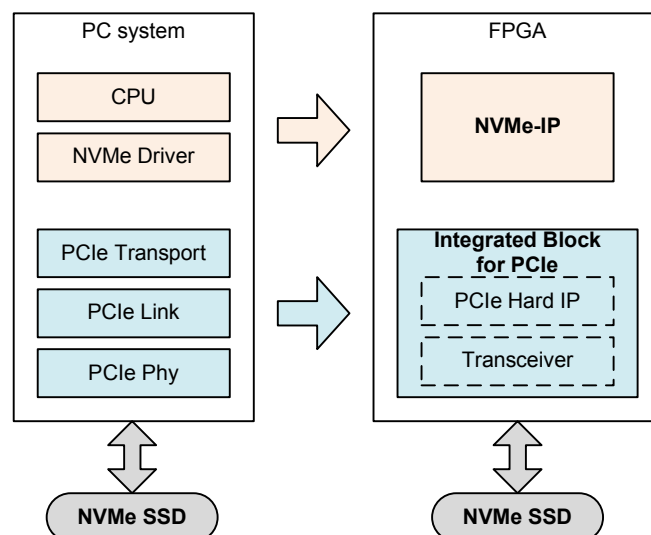 PC system
CPU
NVMe Driver
PCIe Transport
PCIe Link
PCIe Phy
NVMe SSD
FPGA
NVMe-IP
Integrated Block
for PCIe
PCIe Hard IP
Transceiver
NVMe SSD